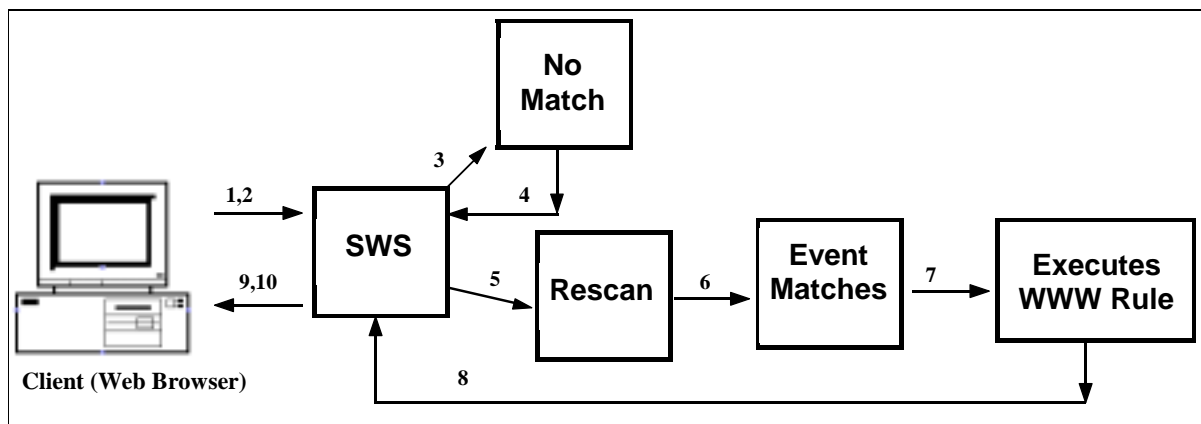 No
Match
3
4
1,2
SWS
9,10
5
Rescan
6
Event
Matches
7
Executes
WWW Rule
8
Client (Web Browser)